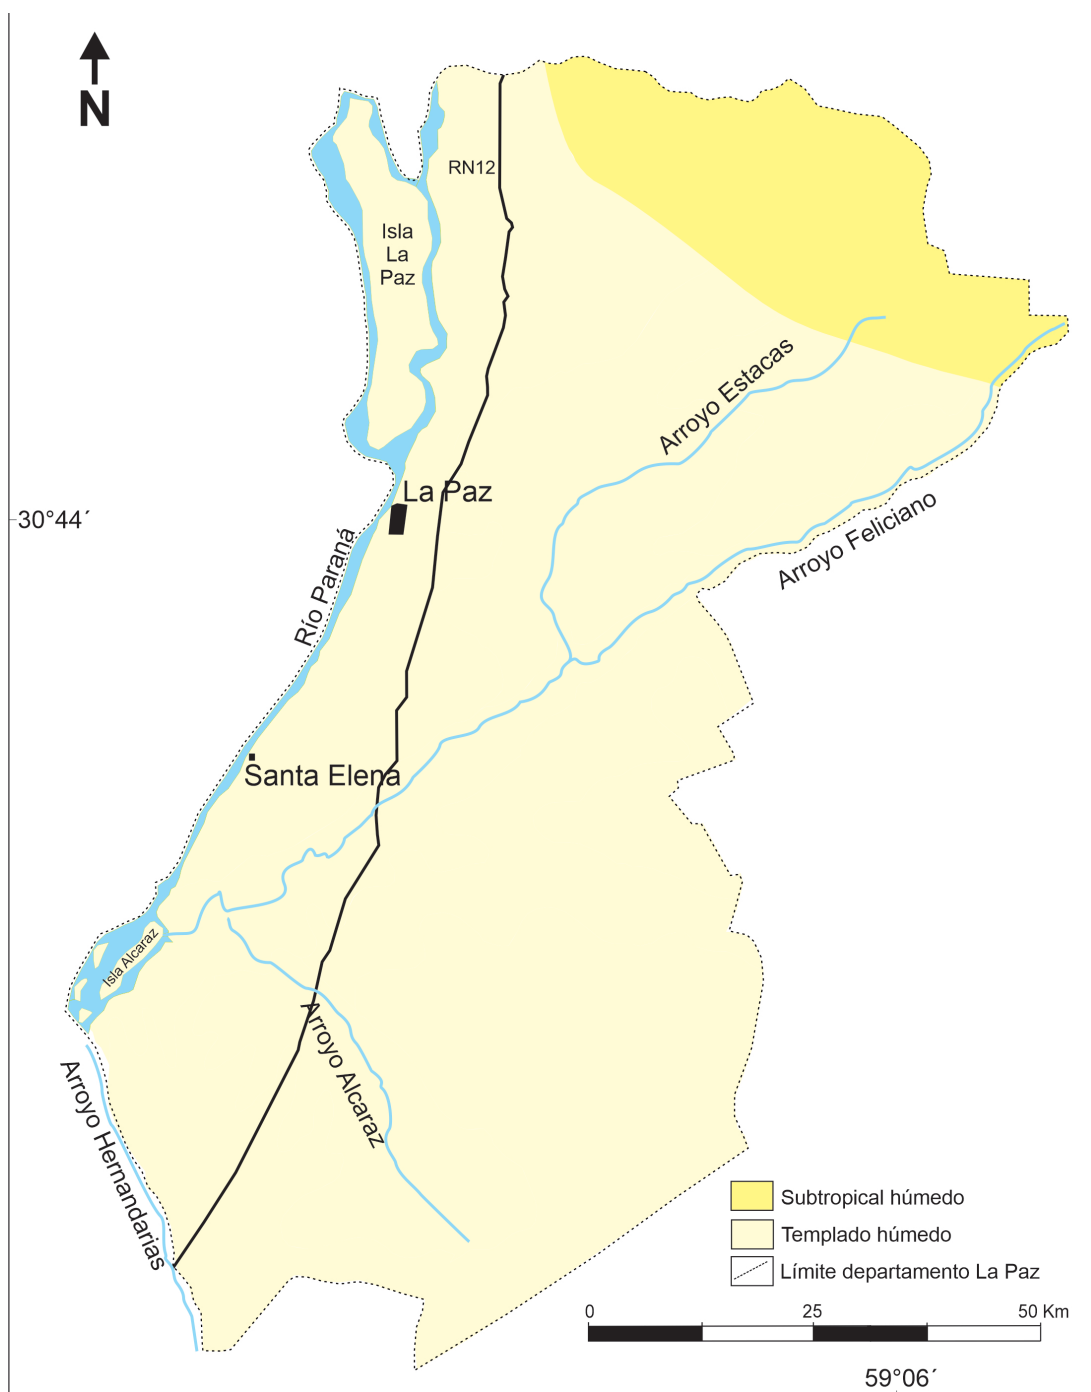 N
RN12
Isla
La
Paz
Arroyo Estacas
La Paz
30°44´
Arroyo Feliciano
Río Paraná
Santa Elena
Isla Alcaraz
Arroyo Alcaraz
Arroyo Hernandarias
Subtropical húmedo
Templado húmedo
Límite departamento La Paz
0 25 50 Km
59°06´